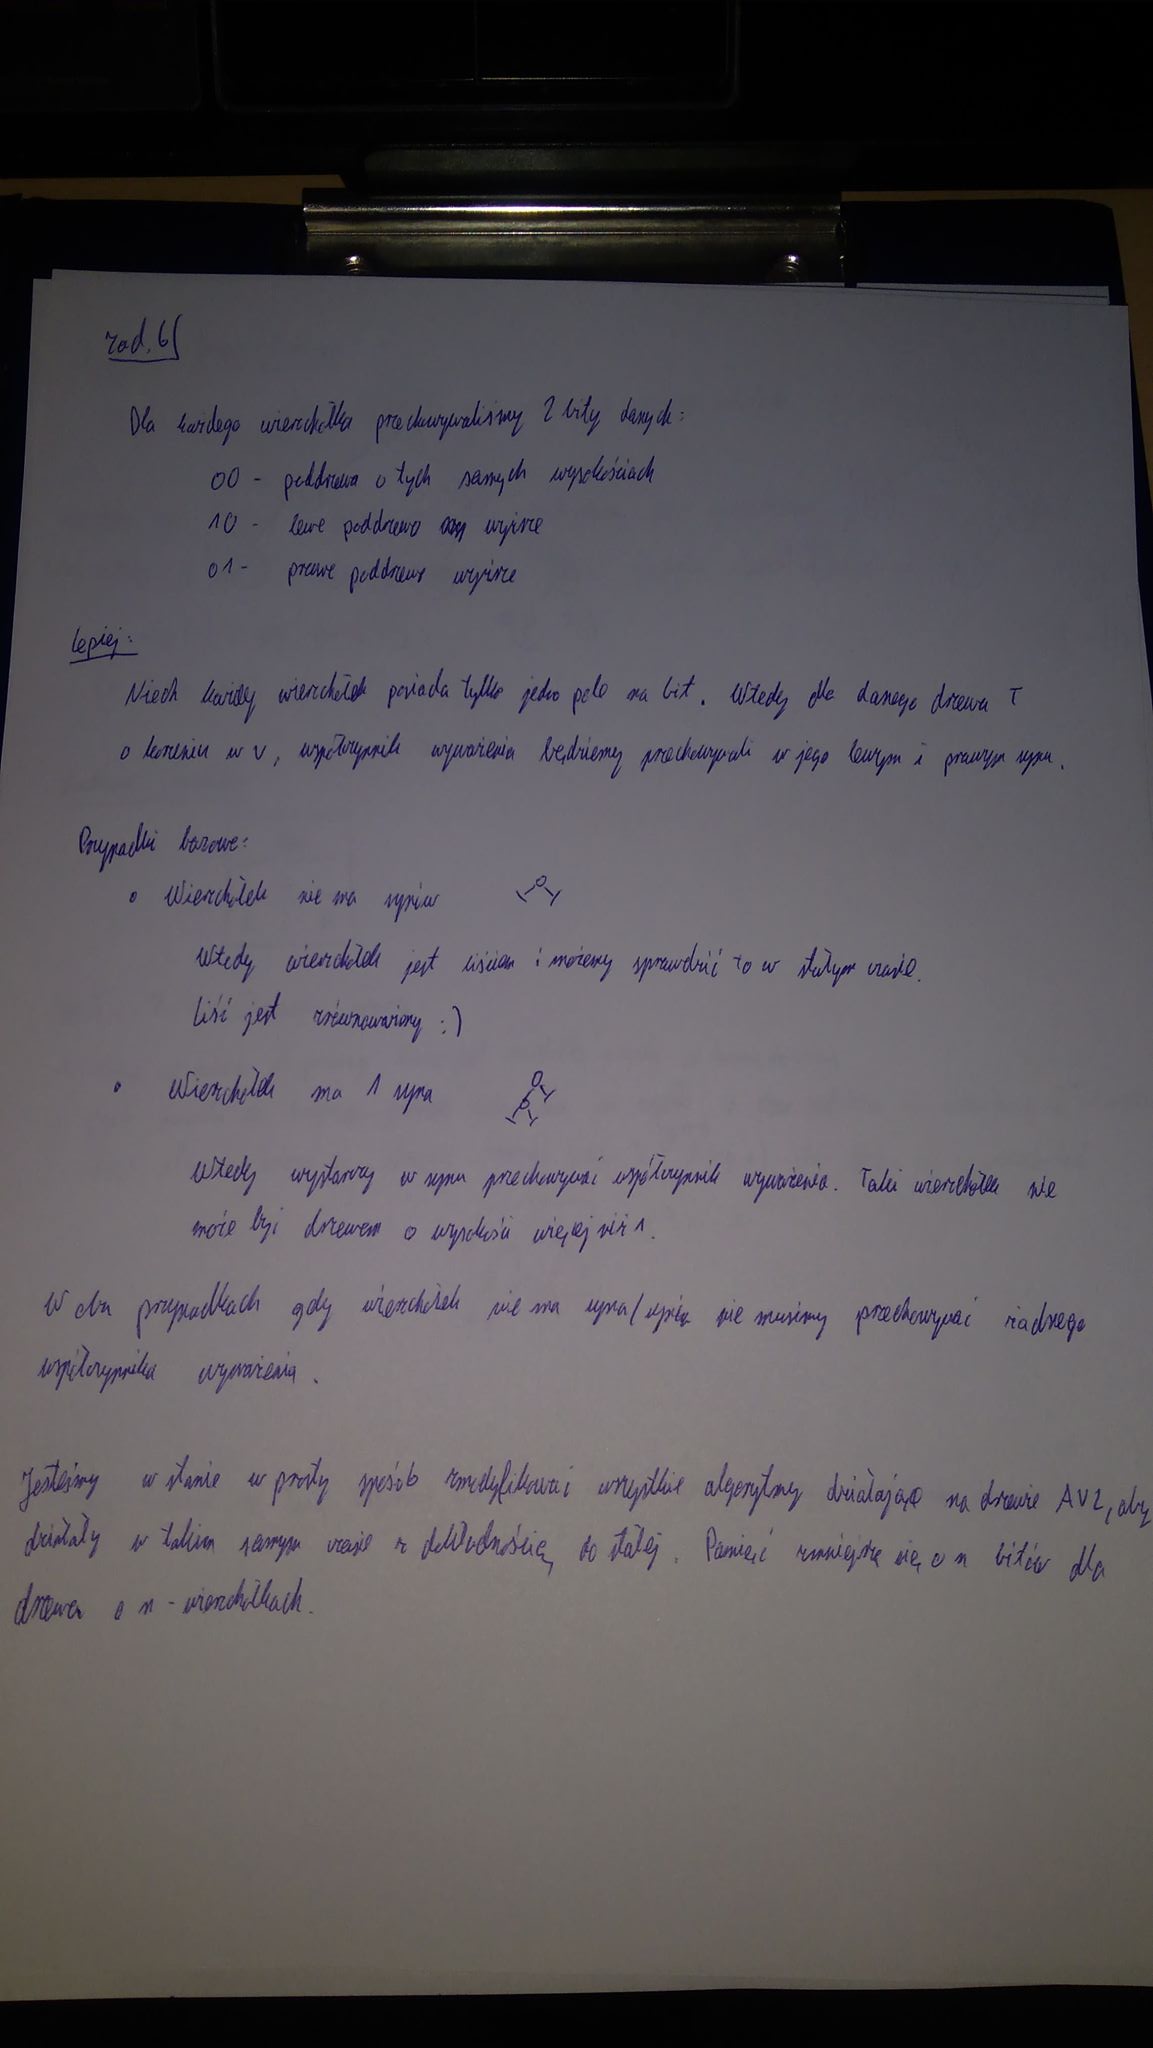 zad. 6
Dla każdego wierzchołka przechowywaliśmy 2 bity danych:
00 - poddrzewa o tych samych wysokościach
10 - lewe poddrzewo wyższe
01 - prawe poddrzewo wyższe
Lepiej:
Niech każdy wierzchołek posiada tylko jedno pole na bit. Wtedy dla danego drzewa T
o korzeniu w v, współczynnik wyważenia będziemy przechowywali w jego lewym i prawym synu.
Przypadki bazowe:
• Wierzchołek nie ma synów
Wtedy wierzchołek jest liściem i możemy sprawdzić to w stałym czasie.
Liść jest zrównoważony :)
• Wierzchołek ma 1 syna
Wtedy wystarczy w synu przechowywać współczynnik wyważenia. Taki wierzchołek nie
może być drzewem o wysokości więcej niż 1.
W obu przypadkach gdy wierzchołek nie ma syna/synów nie musimy przechowywać żadnego
współczynnika wyważenia.
Jesteśmy w stanie w prosty sposób zmodyfikować wszystkie algorytmy działające na drzewie AVL, aby
działały w takim samym czasie z dokładnością do stałej. Pamięć zmniejszy się o n bitów dla
drzewa o n-wierzchołkach.